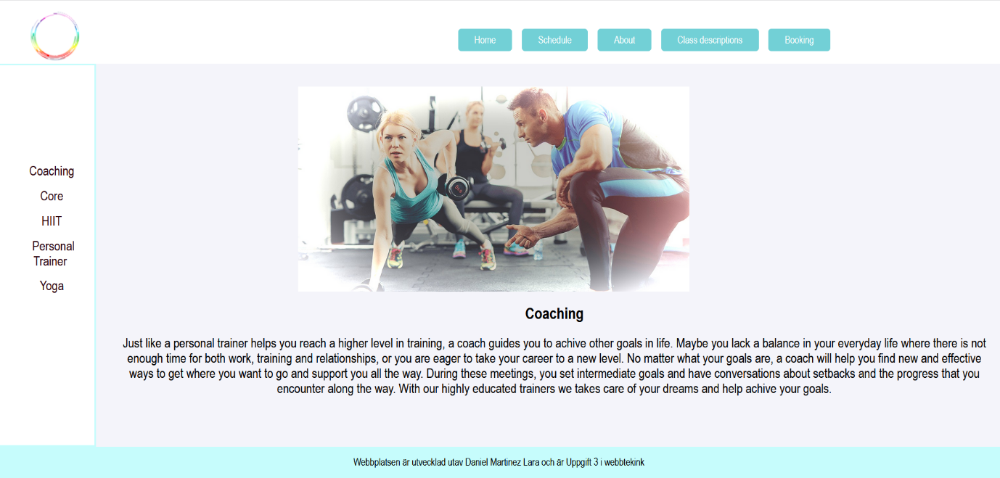 Home
Schedule
About
Class descriptions
Booking
Coaching
Core
HIIT
Personal
Trainer
Yoga
Coaching
Just like a personal trainer helps you reach a higher level in training, a coach guides you to achive other goals in life. Maybe you lack a balance in your everyday life where there is not
enough time for both work, training and relationships, or you are eager to take your career to a new level. No matter what your goals are, a coach will help you find new and effective
ways to get where you want to go and support you all the way. During these meetings, you set intermediate goals and have conversations about setbacks and the progress that you
encounter along the way. With our highly educated trainers we takes care of your dreams and help achive your goals.
Webbplatsen är utvecklad utav Daniel Martinez Lara och är Uppgift 3 i webbtekink